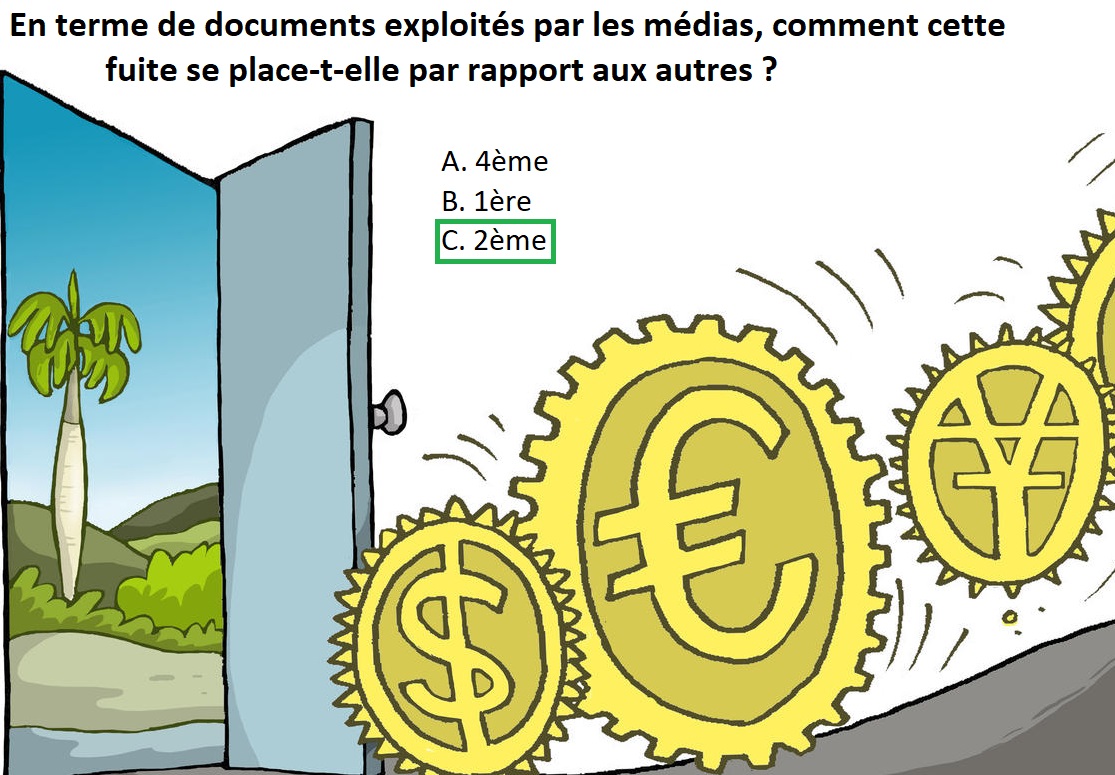 En terme de documents exploités par les médias, comment cette
fuite se place-t-elle par rapport aux autres ?
A. 4ème
B. 1ère
C. 2ème
$
€
¥